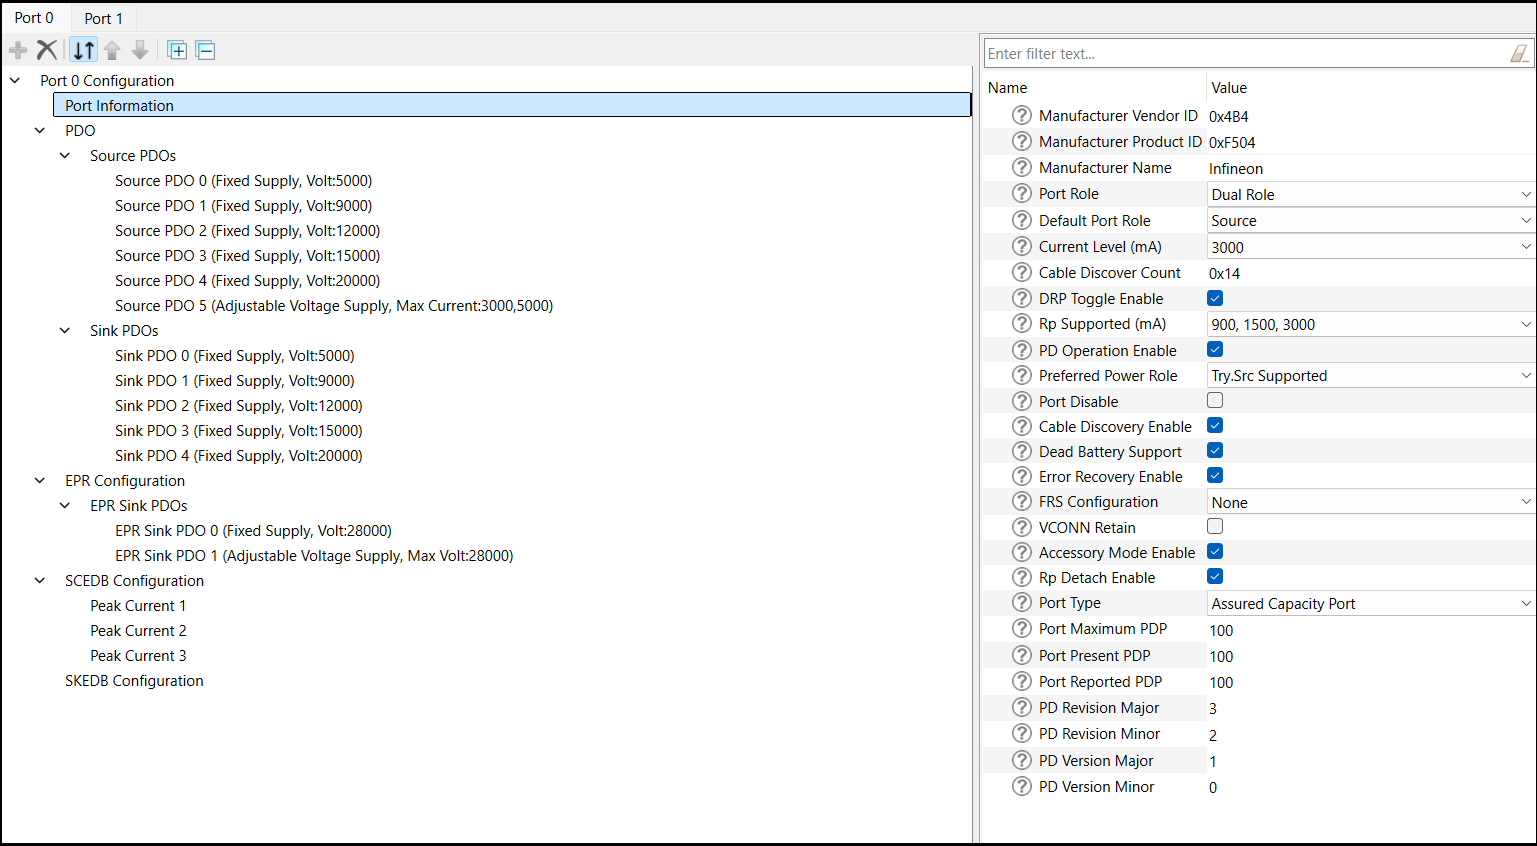 Port 0
Port 1
Port 0 Configuration
Port Information
PDO
Source PDOs
Source PDO 0 (Fixed Supply, Volt:5000)
Source PDO 1 (Fixed Supply, Volt:9000)
Source PDO 2 (Fixed Supply, Volt:12000)
Source PDO 3 (Fixed Supply, Volt:15000)
Source PDO 4 (Fixed Supply, Volt:20000)
Source PDO 5 (Adjustable Voltage Supply, Max Current:3000,5000)
Sink PDOs
Sink PDO 0 (Fixed Supply, Volt:5000)
Sink PDO 1 (Fixed Supply, Volt:9000)
Sink PDO 2 (Fixed Supply, Volt:12000)
Sink PDO 3 (Fixed Supply, Volt:15000)
Sink PDO 4 (Fixed Supply, Volt:20000)
EPR Configuration
EPR Sink PDOs
EPR Sink PDO 0 (Fixed Supply, Volt:28000)
EPR Sink PDO 1 (Adjustable Voltage Supply, Max Volt:28000)
SCEDB Configuration
Peak Current 1
Peak Current 2
Peak Current 3
SKEDB Configuration
Enter filter text...
Name Value
Manufacturer Vendor ID 0x4B4
Manufacturer Product ID 0xF504
Manufacturer Name Infineon
Port Role Dual Role
Default Port Role Source
Current Level (mA) 3000
Cable Discover Count 0x14
DRP Toggle Enable
Rp Supported (mA) 900, 1500, 3000
PD Operation Enable
Preferred Power Role Try.Src Supported
Port Disable
Cable Discovery Enable
Dead Battery Support
Error Recovery Enable
FRS Configuration None
VCONN Retain
Accessory Mode Enable
Rp Detach Enable
Port Type Assured Capacity Port
Port Maximum PDP 100
Port Present PDP 100
Port Reported PDP 100
PD Revision Major 3
PD Revision Minor 2
PD Version Major 1
PD Version Minor 0